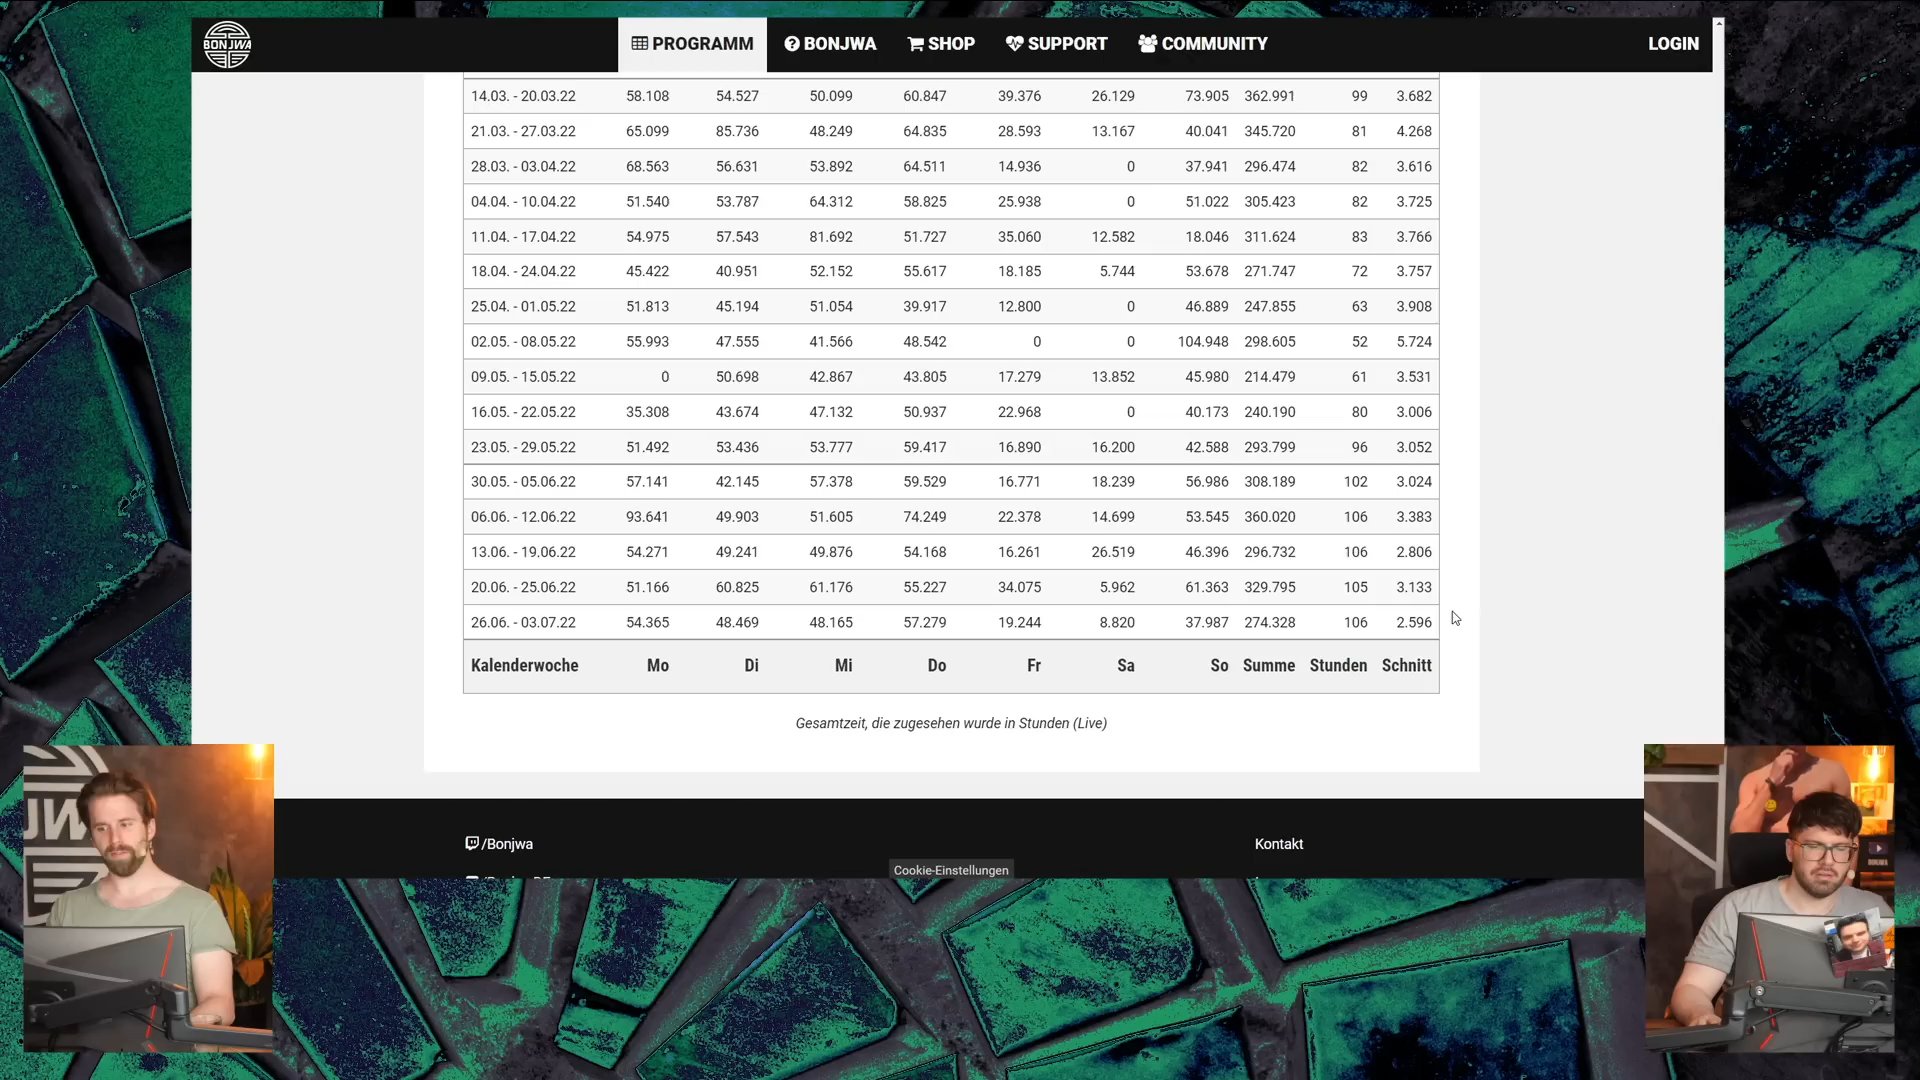 BONJWA
PROGRAMM BONJWA SHOP SUPPORT COMMUNITY LOGIN
14.03. - 20.03.22 58.108 54.527 50.099 60.847 39.376 26.129 73.905 362.991 99 3.682
21.03. - 27.03.22 65.099 85.736 48.249 64.835 28.593 13.167 40.041 345.720 81 4.268
28.03. - 03.04.22 68.563 56.631 53.892 64.511 14.936 0 37.941 296.474 82 3.616
04.04. - 10.04.22 51.540 53.787 64.312 58.825 25.938 0 51.022 305.423 82 3.725
11.04. - 17.04.22 54.975 57.543 81.692 51.727 35.060 12.582 18.046 311.624 83 3.766
18.04. - 24.04.22 45.422 40.951 52.152 55.617 18.185 5.744 53.678 271.747 72 3.757
25.04. - 01.05.22 51.813 45.194 51.054 39.917 12.800 0 46.889 247.855 63 3.908
02.05. - 08.05.22 55.993 47.555 41.566 48.542 0 0 104.948 298.605 52 5.724
09.05. - 15.05.22 0 50.698 42.867 43.805 17.279 13.852 45.980 214.479 61 3.531
16.05. - 22.05.22 35.308 43.674 47.132 50.937 22.968 0 40.173 240.190 80 3.006
23.05. - 29.05.22 51.492 53.436 53.777 59.417 16.890 16.200 42.588 293.799 96 3.052
30.05. - 05.06.22 57.141 42.145 57.378 59.529 16.771 18.239 56.986 308.189 102 3.024
06.06. - 12.06.22 93.641 49.903 51.605 74.249 22.378 14.699 53.545 360.020 106 3.383
13.06. - 19.06.22 54.271 49.241 49.876 54.168 16.261 26.519 46.396 296.732 106 2.806
20.06. - 25.06.22 51.166 60.825 61.176 55.227 34.075 5.962 61.363 329.795 105 3.133
26.06. - 03.07.22 54.365 48.469 48.165 57.279 19.244 8.820 37.987 274.328 106 2.596
Kalenderwoche Mo Di Mi Do Fr Sa So Summe Stunden Schnitt
Gesamtzeit, die zugesehen wurde in Stunden (Live)
/Bonjwa Kontakt
Cookie-Einstellungen